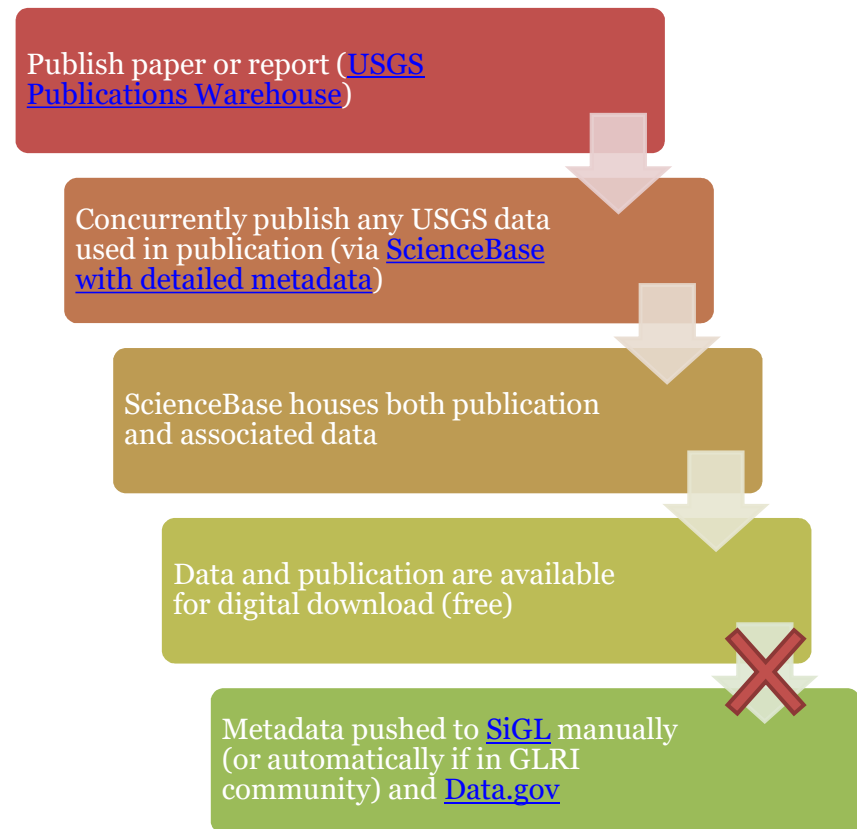 Publish paper or report (USGS
Publications Warehouse)
Concurrently publish any USGS data
used in publication (via ScienceBase
with detailed metadata)
ScienceBase houses both publication
and associated data
Data and publication are available
for digital download (free)
Metadata pushed to SiGL manually
(or automatically if in GLRI
community) and Data.gov